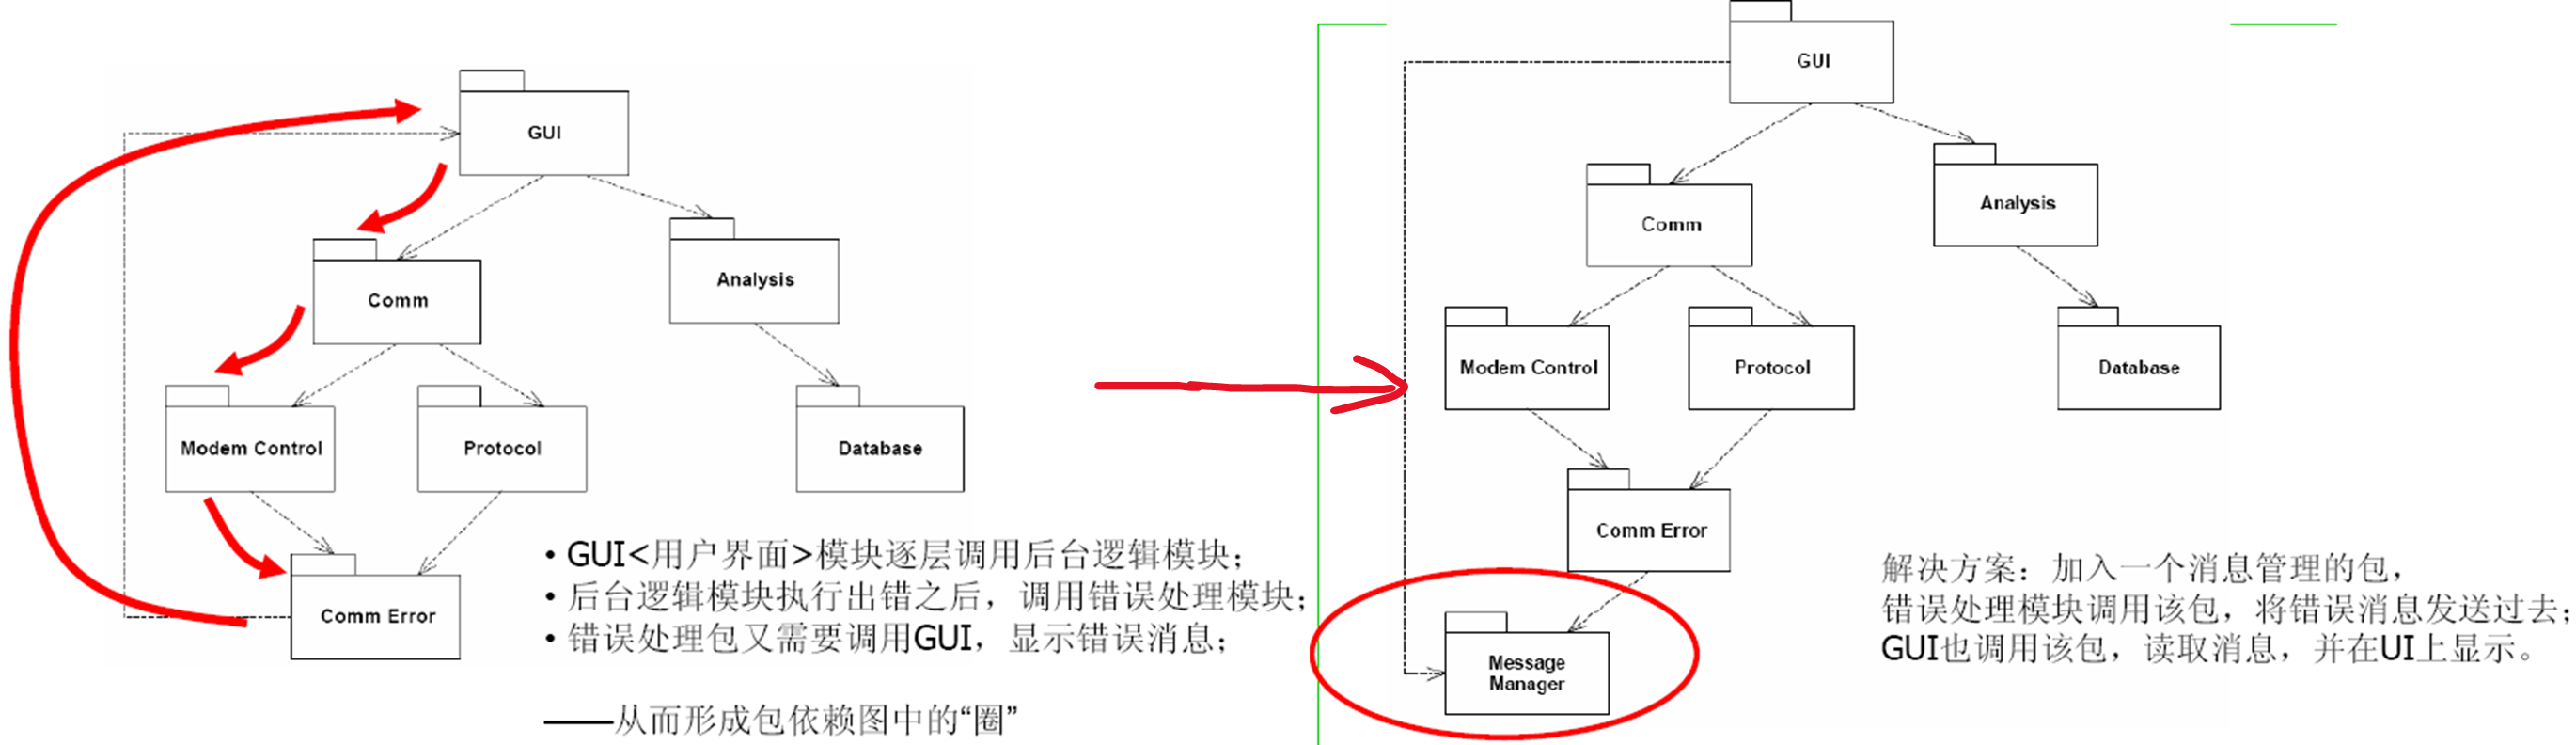 GUI
Comm
Analysis
Modem Control
Protocol
Database
Comm Error
• GUI<用户界面>模块逐层调用后台逻辑模块；
• 后台逻辑模块执行出错之后，调用错误处理模块；
• 错误处理包又需要调用GUI，显示错误消息；
——从而形成包依赖图中的“圈”
GUI
Comm
Analysis
Modem Control
Protocol
Database
Comm Error
Message
Manager
解决方案：加入一个消息管理的包，
错误处理模块调用该包，将错误消息发送过去；
GUI也调用该包，读取消息，并在UI上显示。